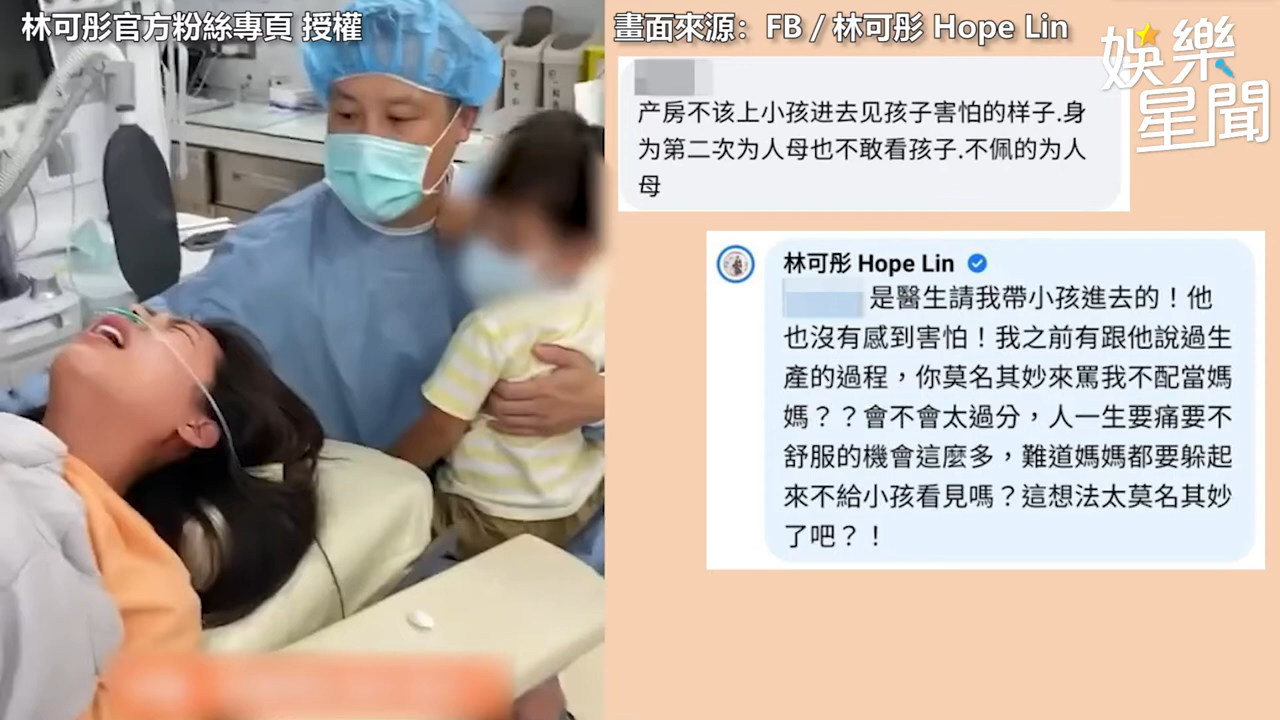 林可彤官方粉絲專頁 授權
畫面來源：FB / 林可彤 Hope Lin
娛樂
星聞
产房不该上小孩进去见孩子害怕的样子.身
为第二次为人母也不敢看孩子.不佩的为人
母
林可彤 Hope Lin
是醫生請我帶小孩進去的！他
也沒有感到害怕！我之前有跟他說過生
產的過程，你莫名其妙來罵我不配當媽
媽？？會不會太過分，人一生要痛要不
舒服的機會這麼多，難道媽媽都要躲起
來不給小孩看見嗎？這想法太莫名其妙
了吧？！